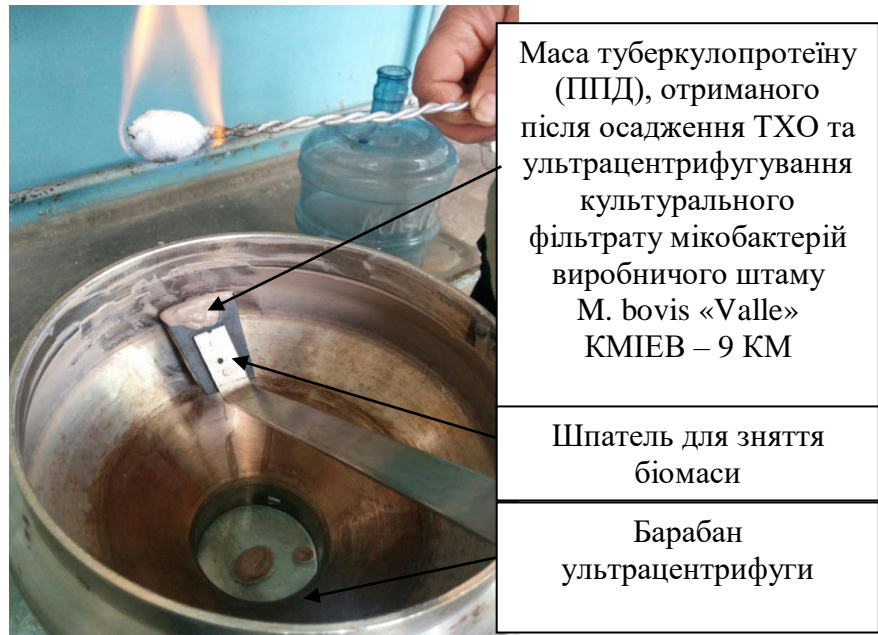 Маса туберкулопротеїну
(ППД), отриманого
після осадження ТХО та
ультрацентрифугування
культурального
фільтрату мікобактерій
виробничого штаму
M. bovis «Valle»
КМІЕВ – 9 КМ
Шпатель для зняття
біомаси
Барабан
ультрацентрифуги